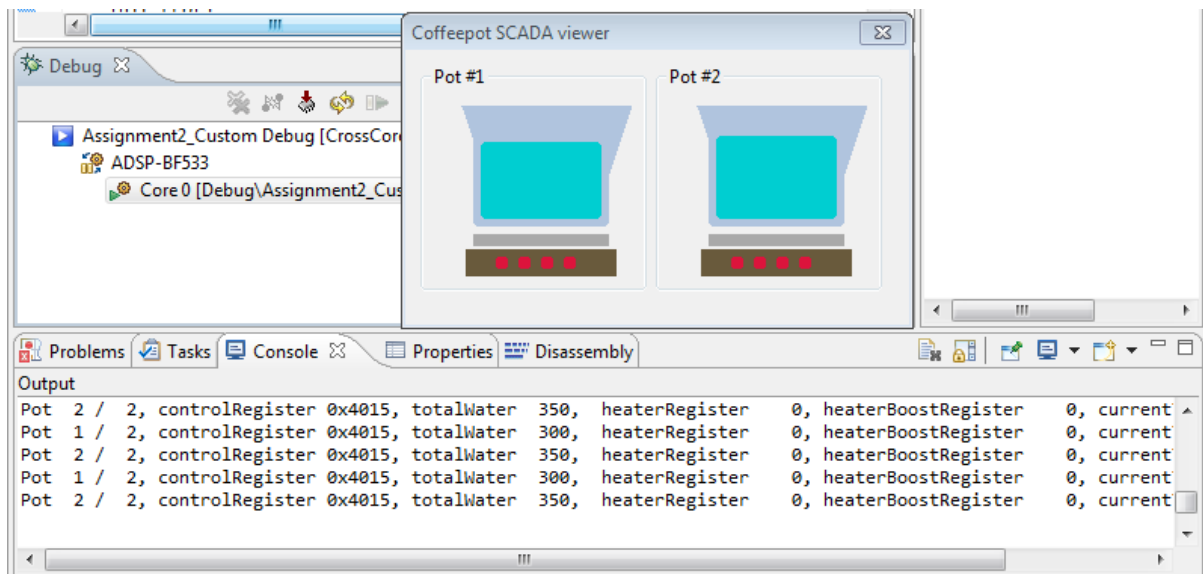 Coffeepot SCADA viewer
Debug
Pot #1
Pot #2
Assignment2_Custom Debug [CrossCor
ADSP-BF533
Core 0 [Debug\Assignment2_Cus
Problems Tasks Console Properties Disassembly
Output
Pot 2 / 2, controlRegister 0x4015, totalWater 350, heaterRegister 0, heaterBoostRegister 0, current
Pot 1 / 2, controlRegister 0x4015, totalWater 300, heaterRegister 0, heaterBoostRegister 0, current
Pot 2 / 2, controlRegister 0x4015, totalWater 350, heaterRegister 0, heaterBoostRegister 0, current
Pot 1 / 2, controlRegister 0x4015, totalWater 300, heaterRegister 0, heaterBoostRegister 0, current
Pot 2 / 2, controlRegister 0x4015, totalWater 350, heaterRegister 0, heaterBoostRegister 0, current